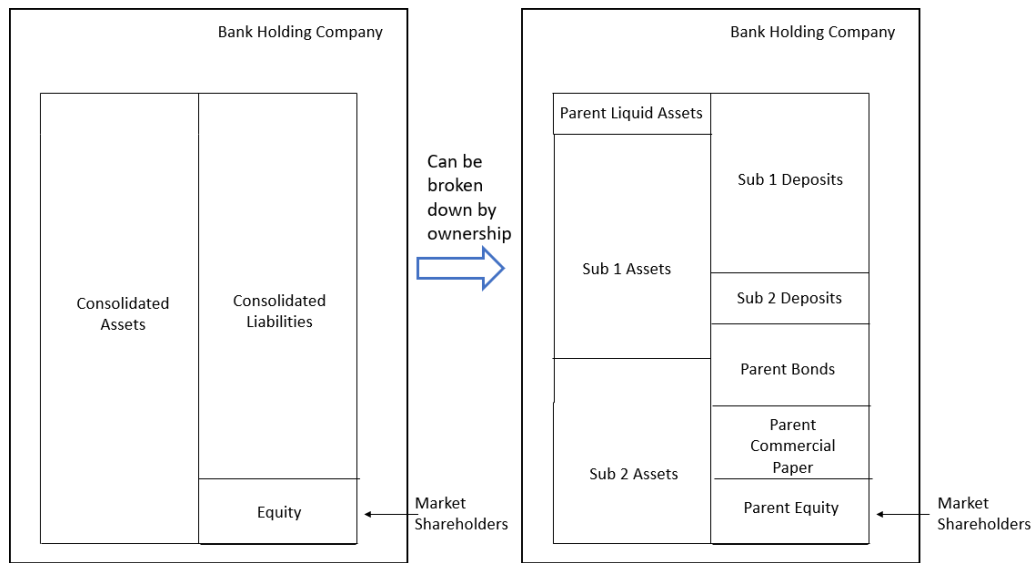 Bank Holding Company
Consolidated
Assets
Consolidated
Liabilities
Equity
Market
Shareholders
Can be
broken
down by
ownership
Bank Holding Company
Parent Liquid Assets
Sub 1 Assets
Sub 2 Assets
Sub 1 Deposits
Sub 2 Deposits
Parent Bonds
Parent
Commercial
Paper
Parent Equity
Market
Shareholders